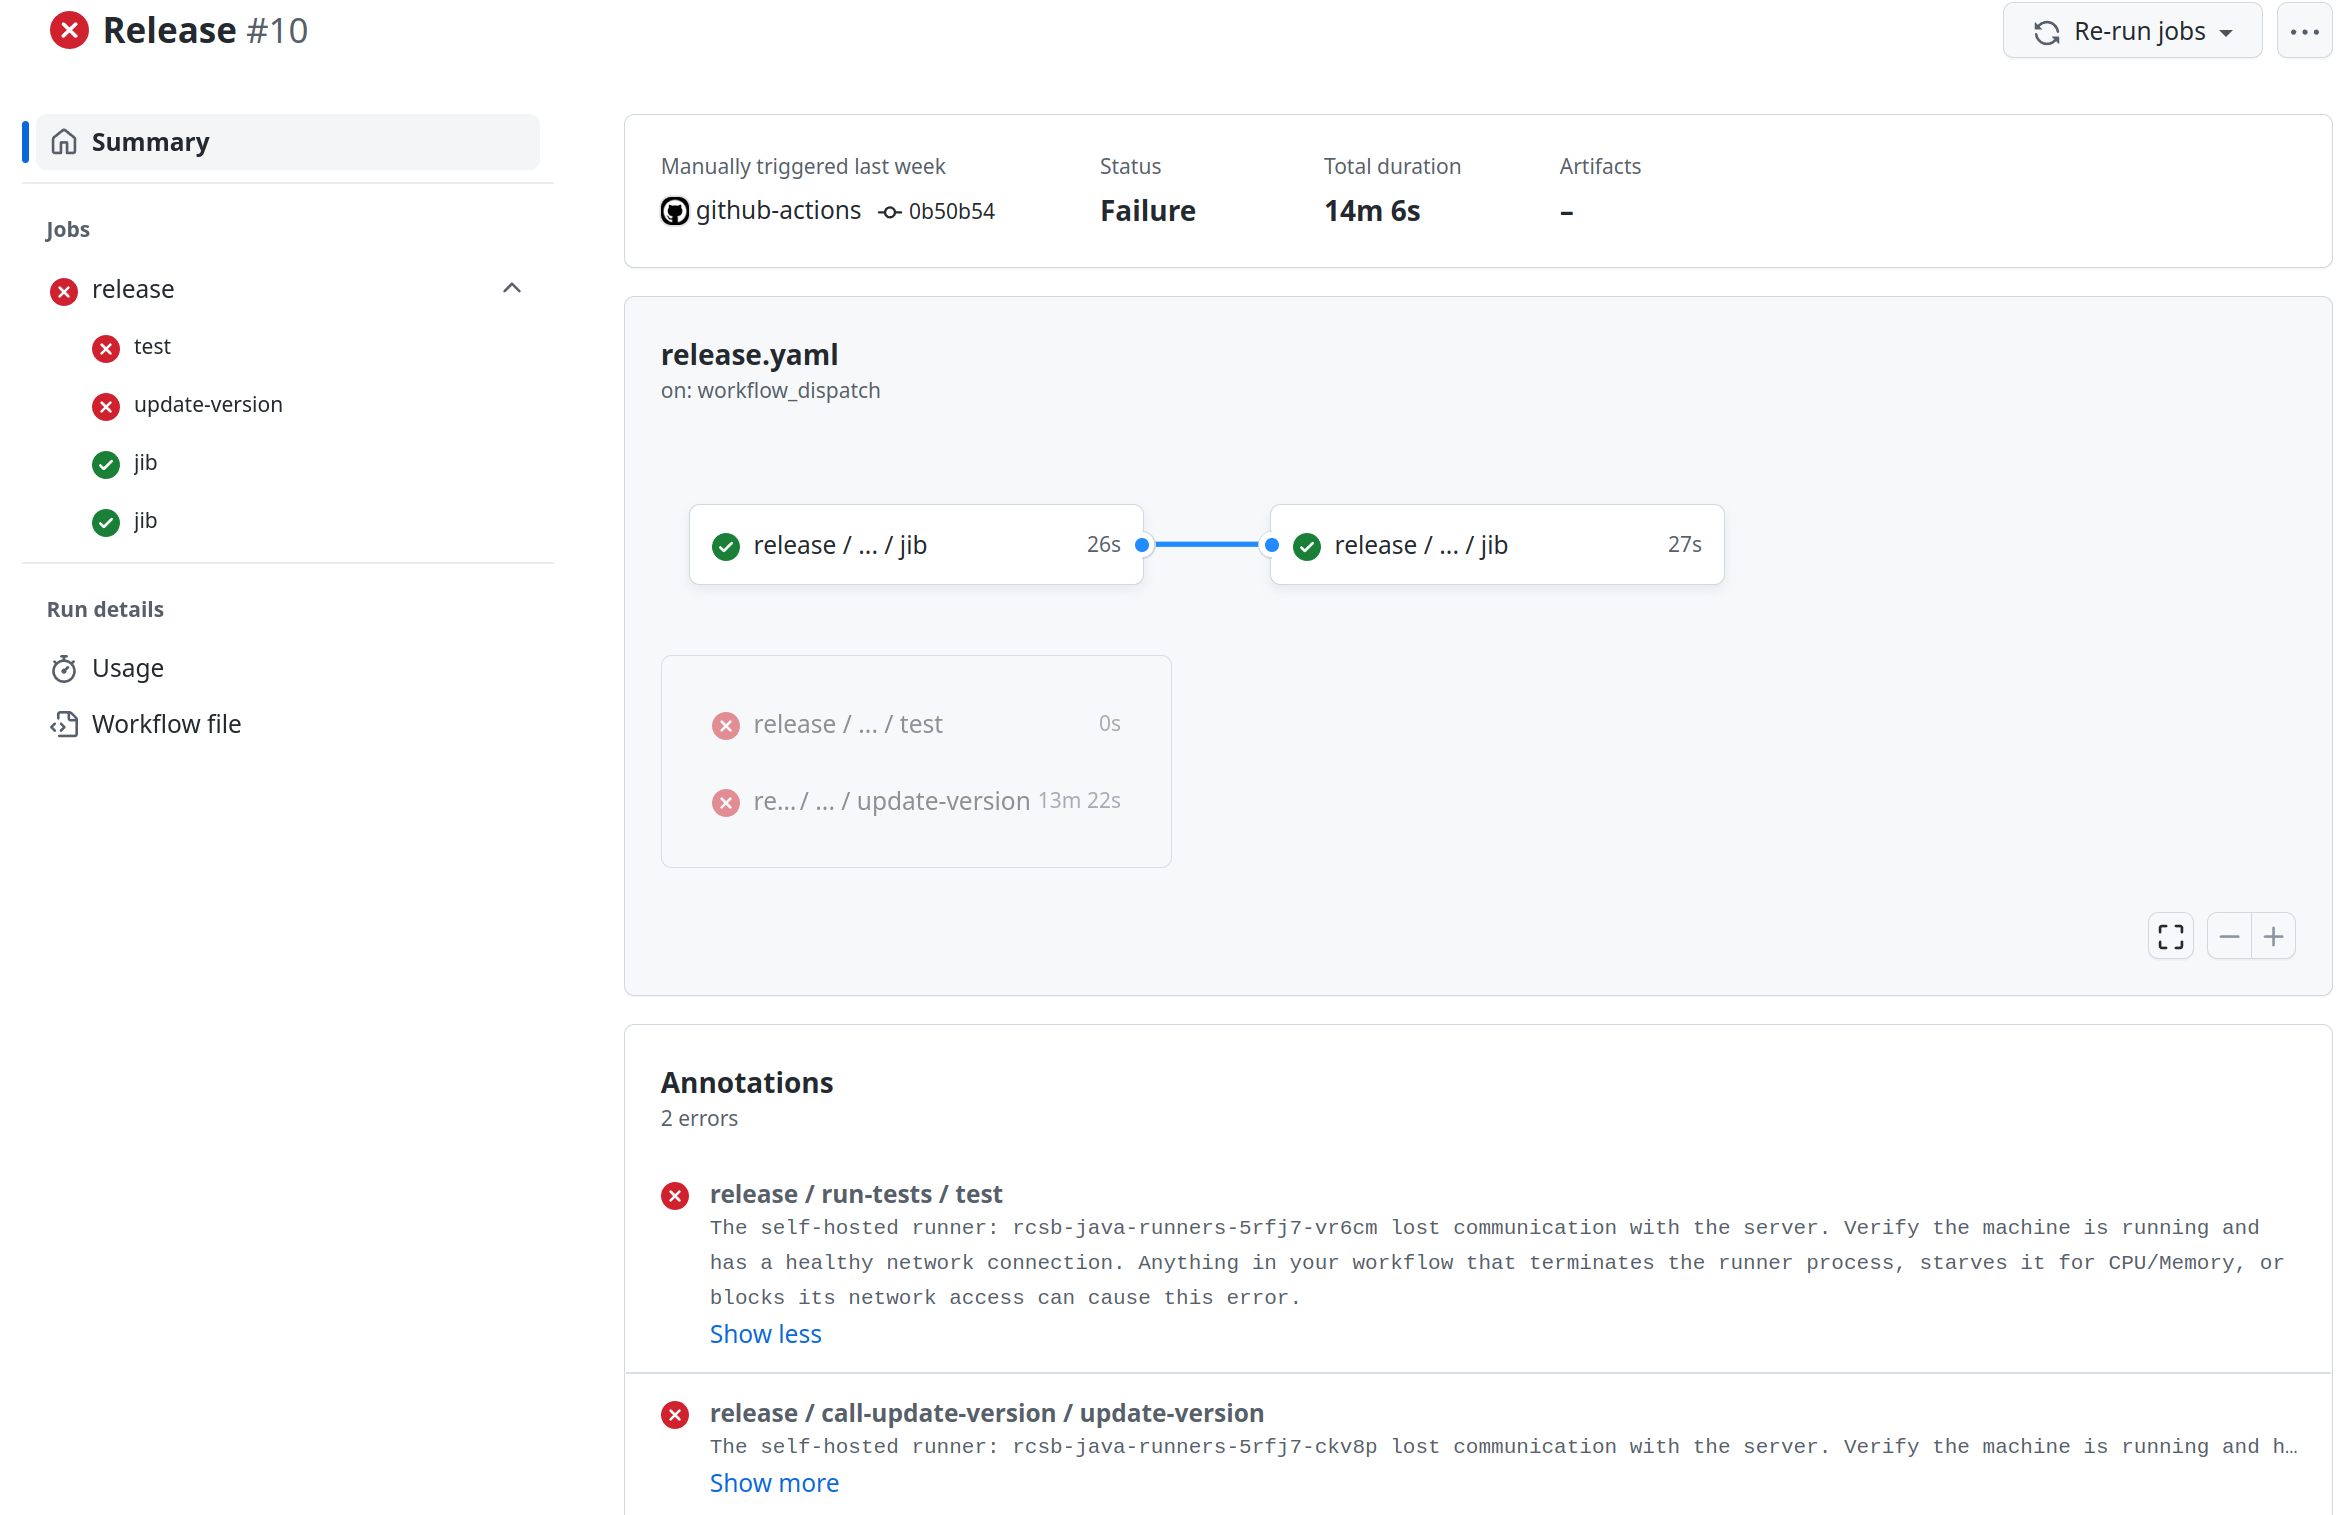 Release #10
Re-run jobs
Summary
Jobs
release
test
update-version
jib
jib
Run details
Usage
Workflow file
Manually triggered last week
github-actions 0b50b54
Status
Failure
Total duration
14m 6s
Artifacts
–
release.yaml
on: workflow_dispatch
release / ... / jib 26s
release / ... / jib 27s
release / ... / test 0s
re... / ... / update-version 13m 22s
Annotations
2 errors
release / run-tests / test
The self-hosted runner: rcsb-java-runners-5rfj7-vr6cm lost communication with the server. Verify the machine is running and
has a healthy network connection. Anything in your workflow that terminates the runner process, starves it for CPU/Memory, or
blocks its network access can cause this error.
Show less
release / call-update-version / update-version
The self-hosted runner: rcsb-java-runners-5rfj7-ckv8p lost communication with the server. Verify the machine is running and h…
Show more